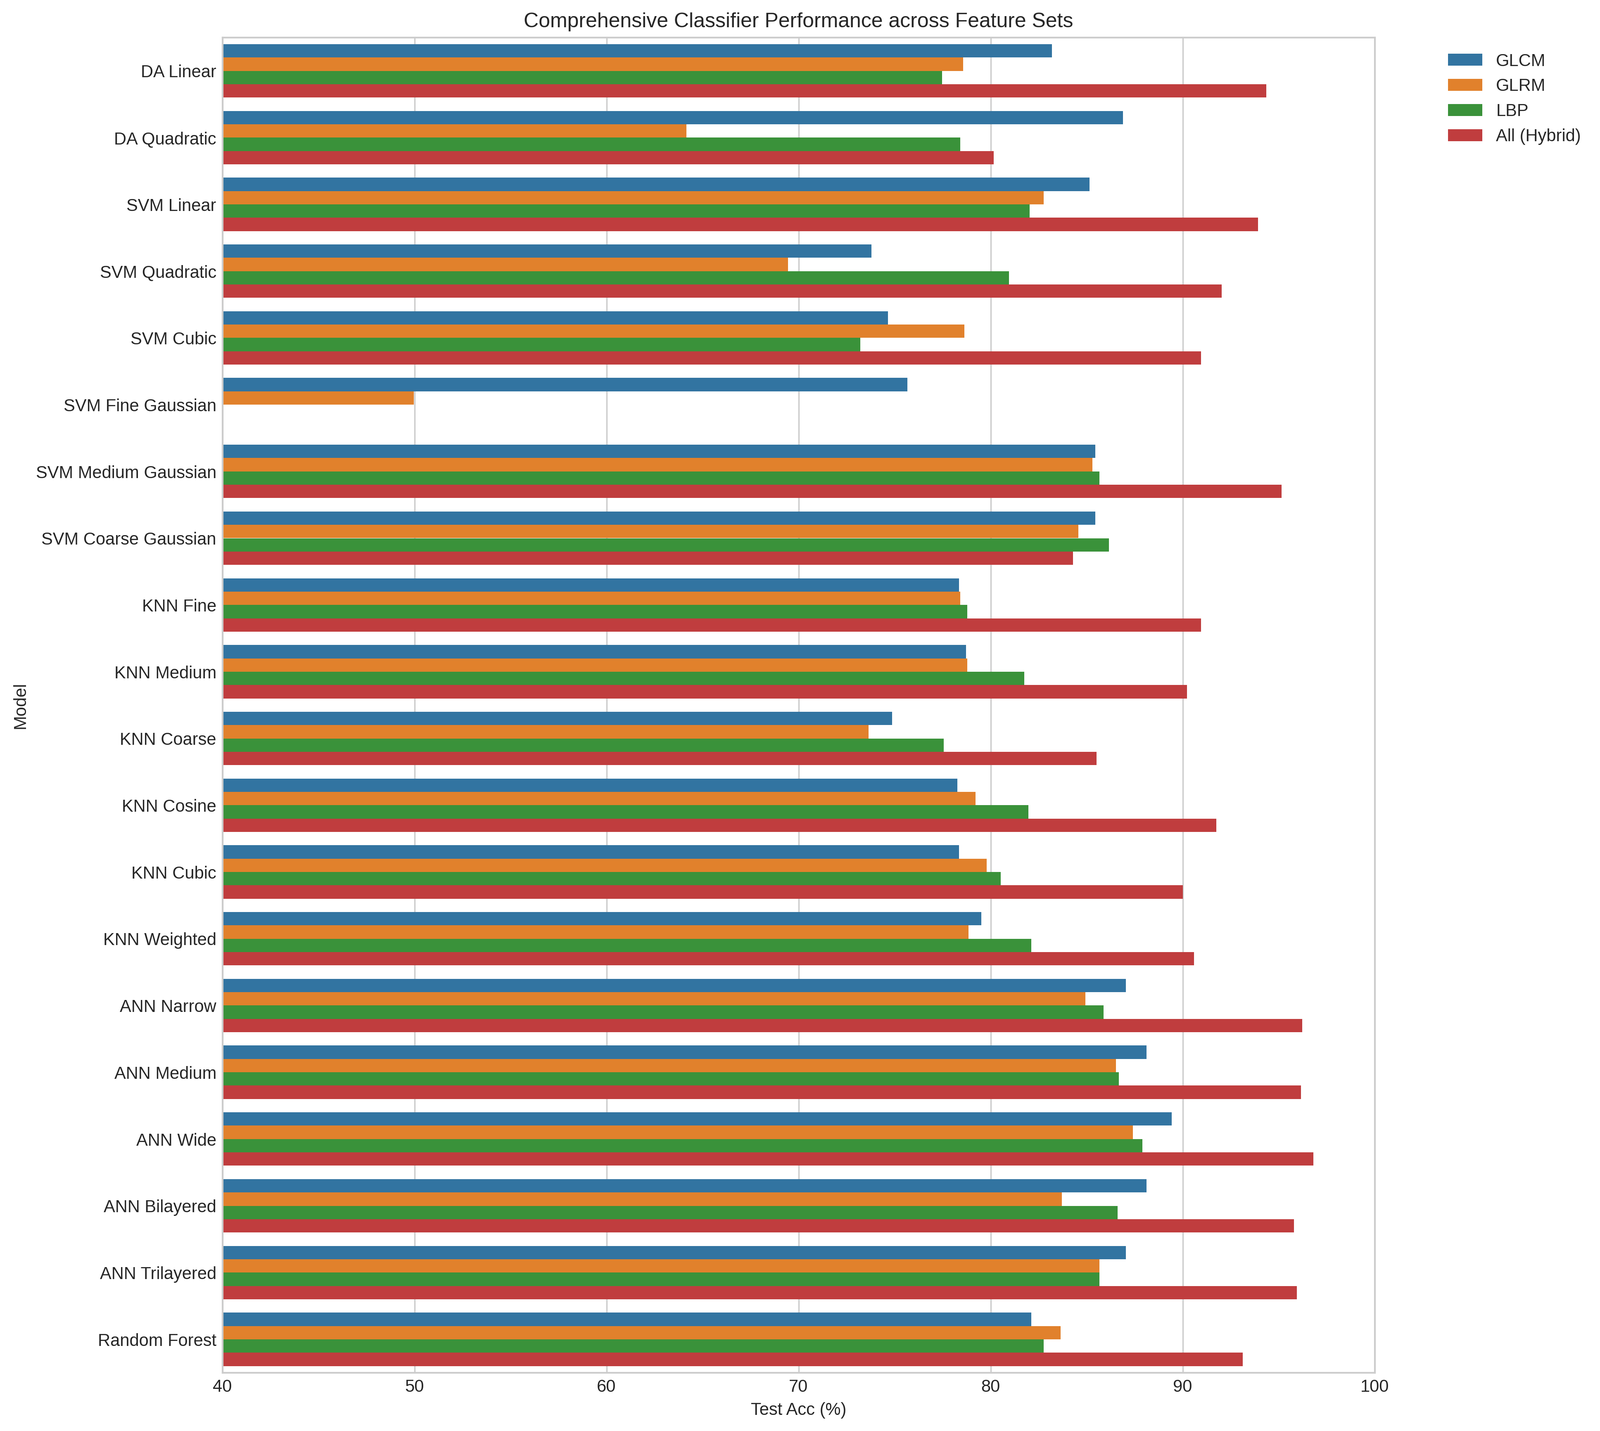 Comprehensive Classifier Performance across Feature Sets
GLCM
GLRM
LBP
All (Hybrid)
Model
DA Linear
DA Quadratic
SVM Linear
SVM Quadratic
SVM Cubic
SVM Fine Gaussian
SVM Medium Gaussian
SVM Coarse Gaussian
KNN Fine
KNN Medium
KNN Coarse
KNN Cosine
KNN Cubic
KNN Weighted
ANN Narrow
ANN Medium
ANN Wide
ANN Bilayered
ANN Trilayered
Random Forest
40 50 60 70 80 90 100
Test Acc (%)